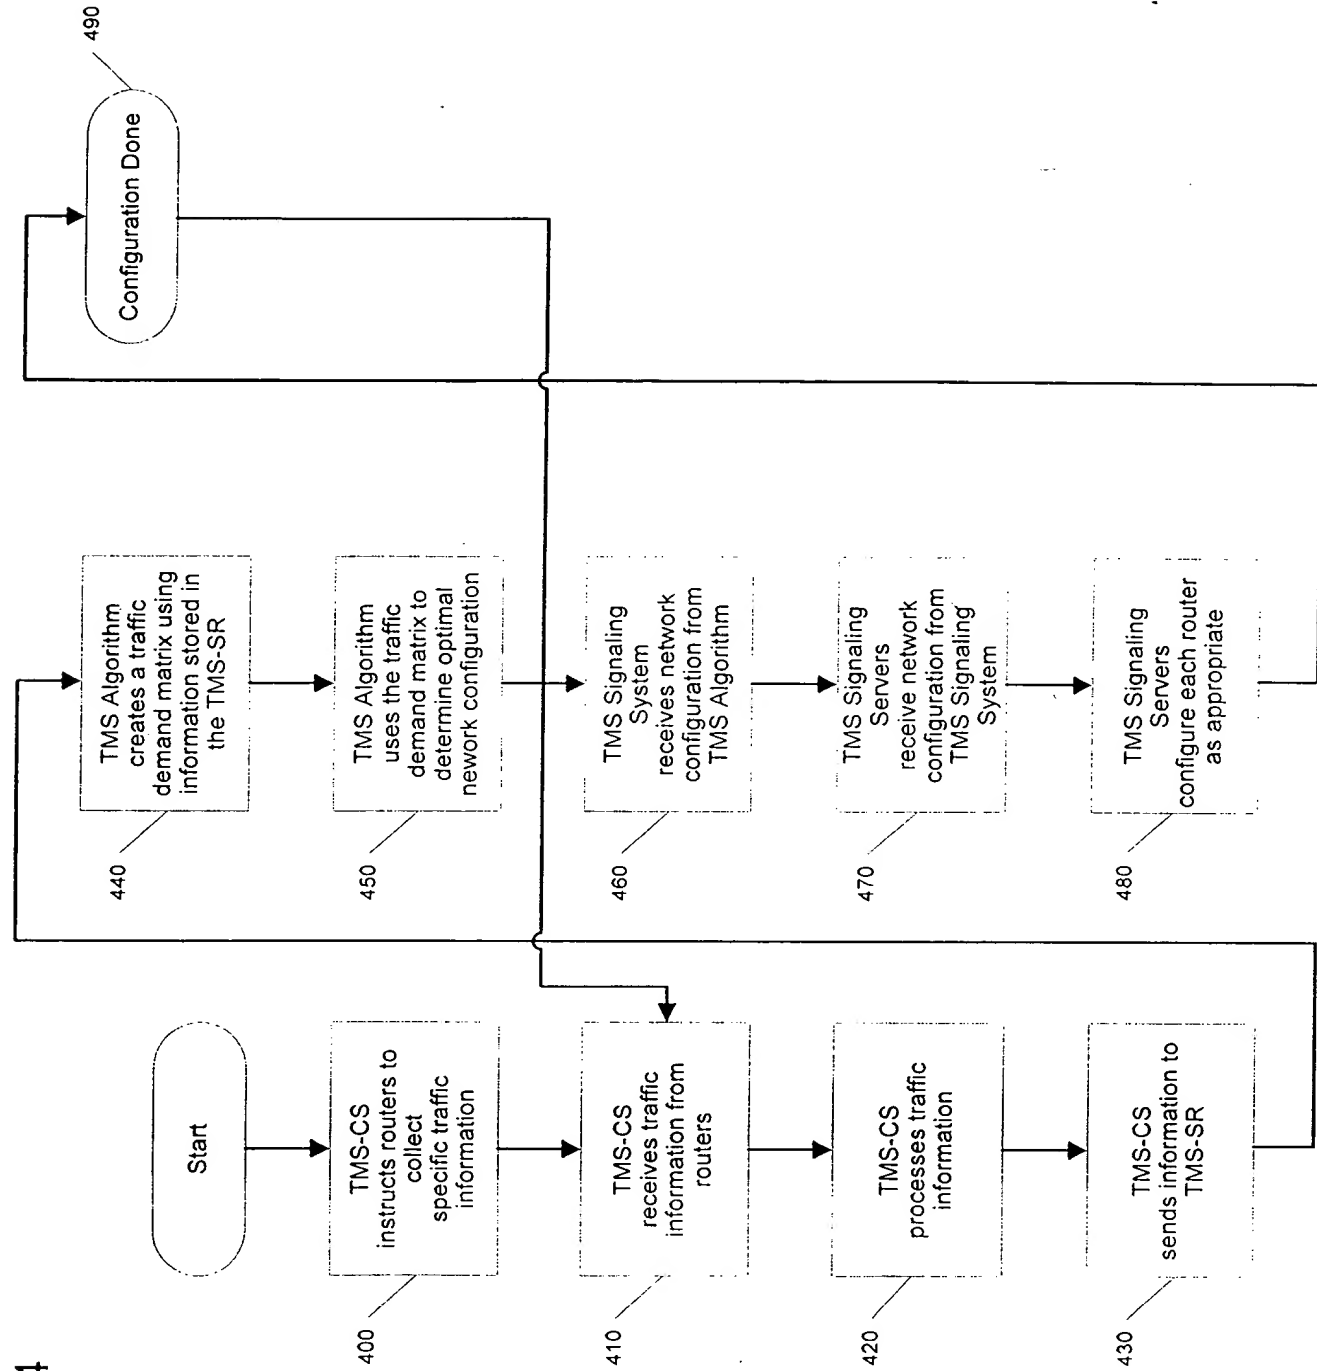 4
Start
TMS-CS
instructs routers to
collect
specific traffic
information
400
TMS-CS
receives traffic
information from
routers
410
TMS-CS
processes traffic
information
420
TMS-CS
sends information to
TMS-SR
430
TMS Algorithm
creates a traffic
demand matrix using
information stored in
the TMS-SR
440
TMS Algorithm
uses the traffic
demand matrix to
determine optimal
nework configuration
450
TMS Signaling
System
receives network
configuration from
TMS Algorithm
460
TMS Signaling
Servers
receive network
configuration from
TMS Signaling
System
470
TMS Signaling
Servers
configure each router
as appropriate
480
Configuration Done
490